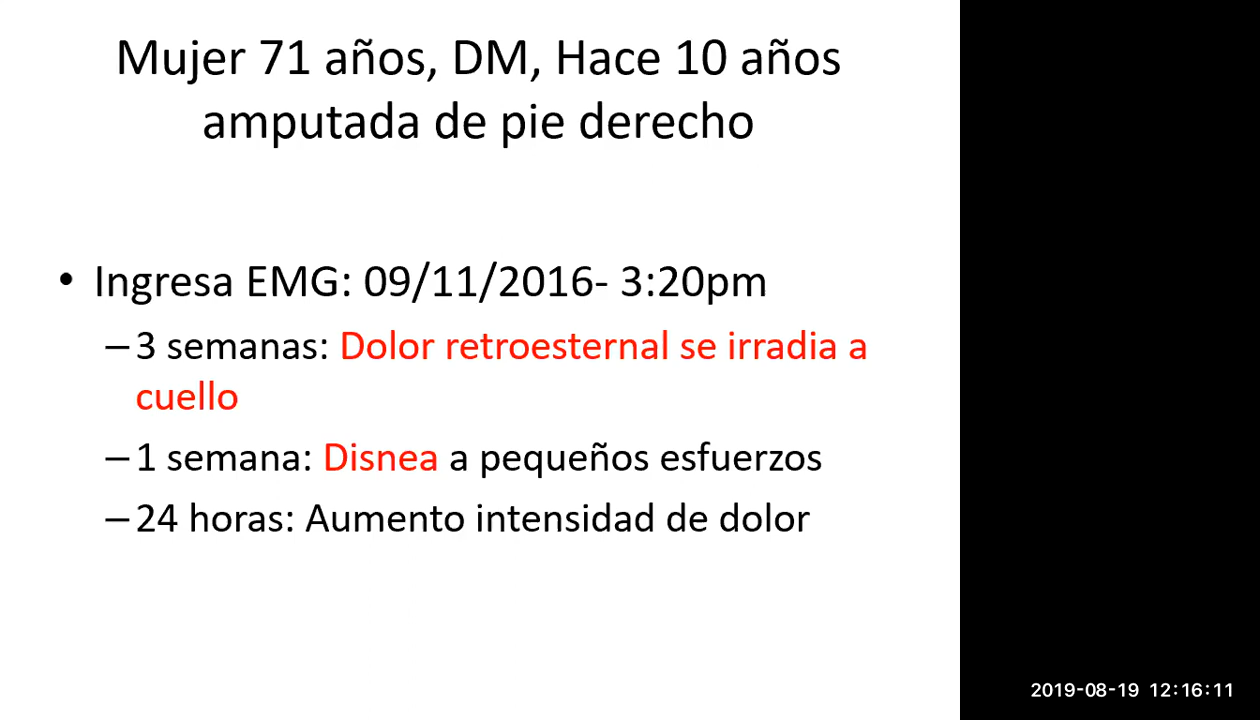 Mujer 71 años, DM, Hace 10 años
amputada de pie derecho
• Ingresa EMG: 09/11/2016- 3:20pm
–3 semanas: Dolor retroesternal se irradia a
cuello
–1 semana: Disnea a pequeños esfuerzos
–24 horas: Aumento intensidad de dolor
2019-08-19 12:16:11